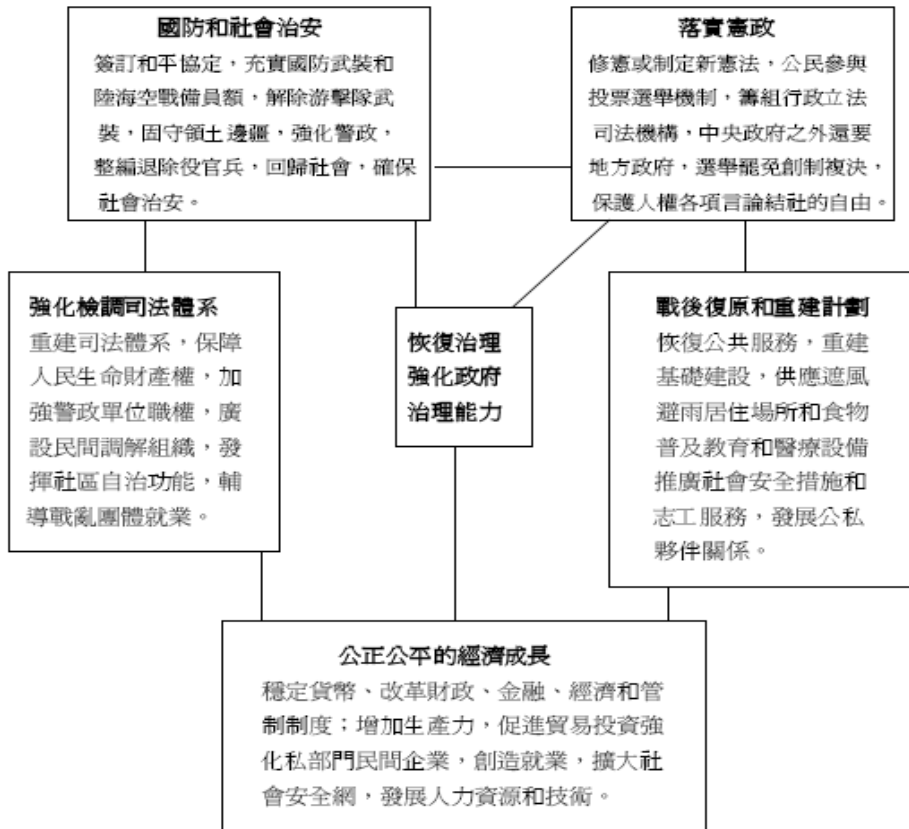 國防和社會治安
簽訂和平協定，充實國防武裝和
陸海空戰備員額，解除游擊隊武
裝，固守領土邊疆，強化警政，
整編退除役官兵，回歸社會，確保
社會治安。
落實憲政
修憲或制定新憲法，公民參與
投票選舉機制，籌組行政立法
司法機構，中央政府之外還要
地方政府，選舉罷免創制複決，
保護人權各項言論結社的自由。
強化檢調司法體系
重建司法體系，保障
人民生命財產權，加
強警政單位職權，廣
設民間調解組織，發
揮社區自治功能，輔
導戰亂團體就業。
恢復治理
強化政府
治理能力
戰後復原和重建計劃
恢復公共服務，重建
基礎建設，供應遮風
避雨居住場所和食物
普及教育和醫療設備
推廣社會安全措施和
志工服務，發展公私
夥伴關係。
公正公平的經濟成長
穩定貨幣、改革財政、金融、經濟和管
制制度；增加生產力，促進貿易投資強
化私部門民間企業，創造就業，擴大社
會安全網，發展人力資源和技術。